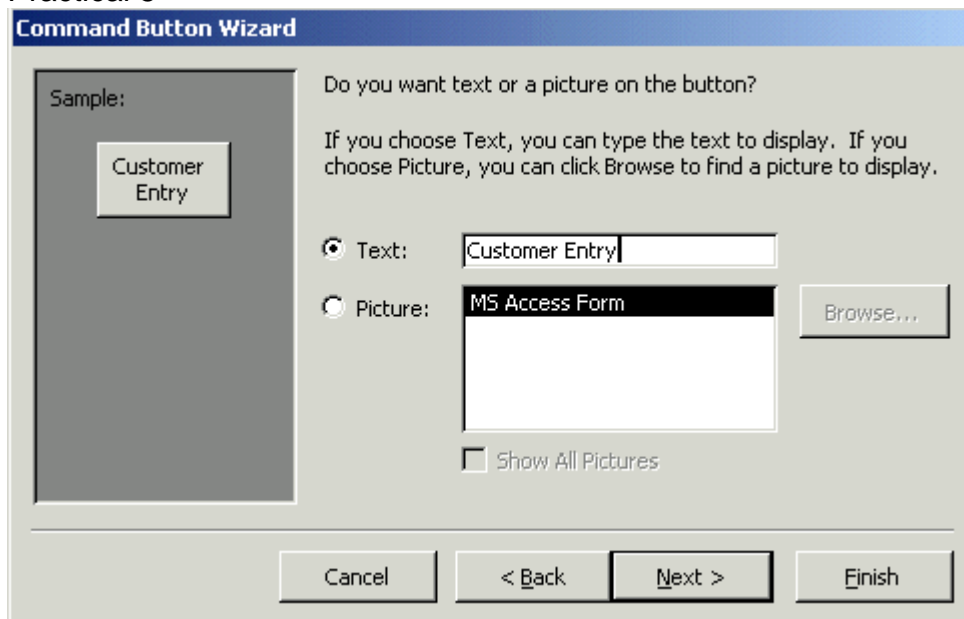 Command Button Wizard
Sample:
Customer
Entry
Do you want text or a picture on the button?
If you choose Text, you can type the text to display. If you
choose Picture, you can click Browse to find a picture to display.
Text: Customer Entry
Picture: MS Access Form
Browse...
Show All Pictures
Cancel < Back Next > Finish